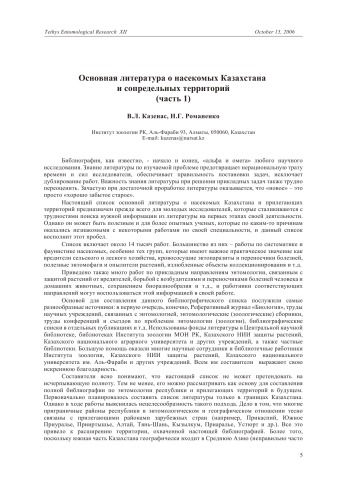 Tethys Entomological Research XII
October 15, 2006
Основная литература о насекомых Казахстана
и сопредельных территорий
(часть 1)
В.Л. Казенас, Н.Г. Романенко
Институт зоологии РК, Аль-Фараби 93, Алматы, 050060, Казахстан
E-mail: kazenas@nursat.kz
Библиография, как известно, - начало и конец, «альфа и омега» любого научного
исследования. Знание литературы по изучаемой проблеме предотвращает нерациональную трату
времени и сил исследователя, обеспечивает правильность постановки задач, исключает
дублирование работ. Важность знания литературы при решении прикладных задач также трудно
переоценить. Зачастую при достаточной проработке литературы оказывается, что «новое» – это
просто «хорошо забытое старое».
Настоящий список основной литературы о насекомых Казахстана и прилегающих
территорий предназначен прежде всего для молодых исследователей, которые сталкиваются с
трудностями поиска нужной информации из литературы на первых этапах своей деятельности.
Однако он может быть полезным и для более опытных ученых, которые по каким-то причинам
оказались незнакомыми с некоторыми работами по своей специальности, и данный список
восполнит этот пробел.
Список включает около 14 тысяч работ. Большинство из них – работы по систематике и
фаунистике насекомых, особенно тех групп, которые имеют важное практическое значение как
вредители сельского и лесного хозяйства, кровососущие эктопаразиты и переносчики болезней,
полезные энтомофаги и опылители растений, излюбленные объекты коллекционирования и т.д.
Приведено также много работ по прикладным направлениям энтомологии, связанным с
защитой растений от вредителей, борьбой с возбудителями и переносчиками болезней человека и
домашних животных, сохранением биоразнообразия и т.д., и работники соответствующих
направлений могут воспользоваться этой информацией в своей работе.
Основой для составления данного библиографического списка послужили самые
разнообразные источники: в первую очередь, конечно, Реферативный журнал «Биология», труды
научных учреждений, связанных с энтомологией, энтомологические (зоологические) сборники,
труды конференций и съездов по проблемам энтомологии (зоологии), библиографические
списки в отдельных публикациях и т.д. Использованы фонды литературы в Центральной научной
библиотеке, библиотеках Института зоологии МОН РК, Казахского НИИ защиты растений,
Казахского национального аграрного университета и других учреждений, а также частные
библиотеки. Большую помощь оказали многие научные сотрудники и библиотечные работники
Института зоологии, Казахского НИИ защиты растений, Казахского национального
университета им. Аль-Фараби и других учреждений. Всем им составители выражают свою
искреннюю благодарность.
Составители ясно понимают, что настоящий список не может претендовать на
исчерпывающую полноту. Тем не менее, его можно рассматривать как основу для составления
полной библиографии по энтомологии республики и прилегающих территорий в будущем.
Первоначально планировалось составить список литературы только в границах Казахстана.
Однако в ходе работы выяснилась нецелесообразность такого подхода. Дело в том, что многие
приграничные районы республики в энтомологическом и географическом отношении тесно
связаны с прилежащими районами зарубежных стран (например, Прикаспий, Южное
Приуралье, Прииртышье, Алтай, Тянь-Шань, Кызылкум, Приаралье, Устюрт и др.). Все это
привело к расширению территории, охваченной настоящей библиографией. Более того,
поскольку южная часть Казахстана географически входит в Среднюю Азию (неправильно часто
5